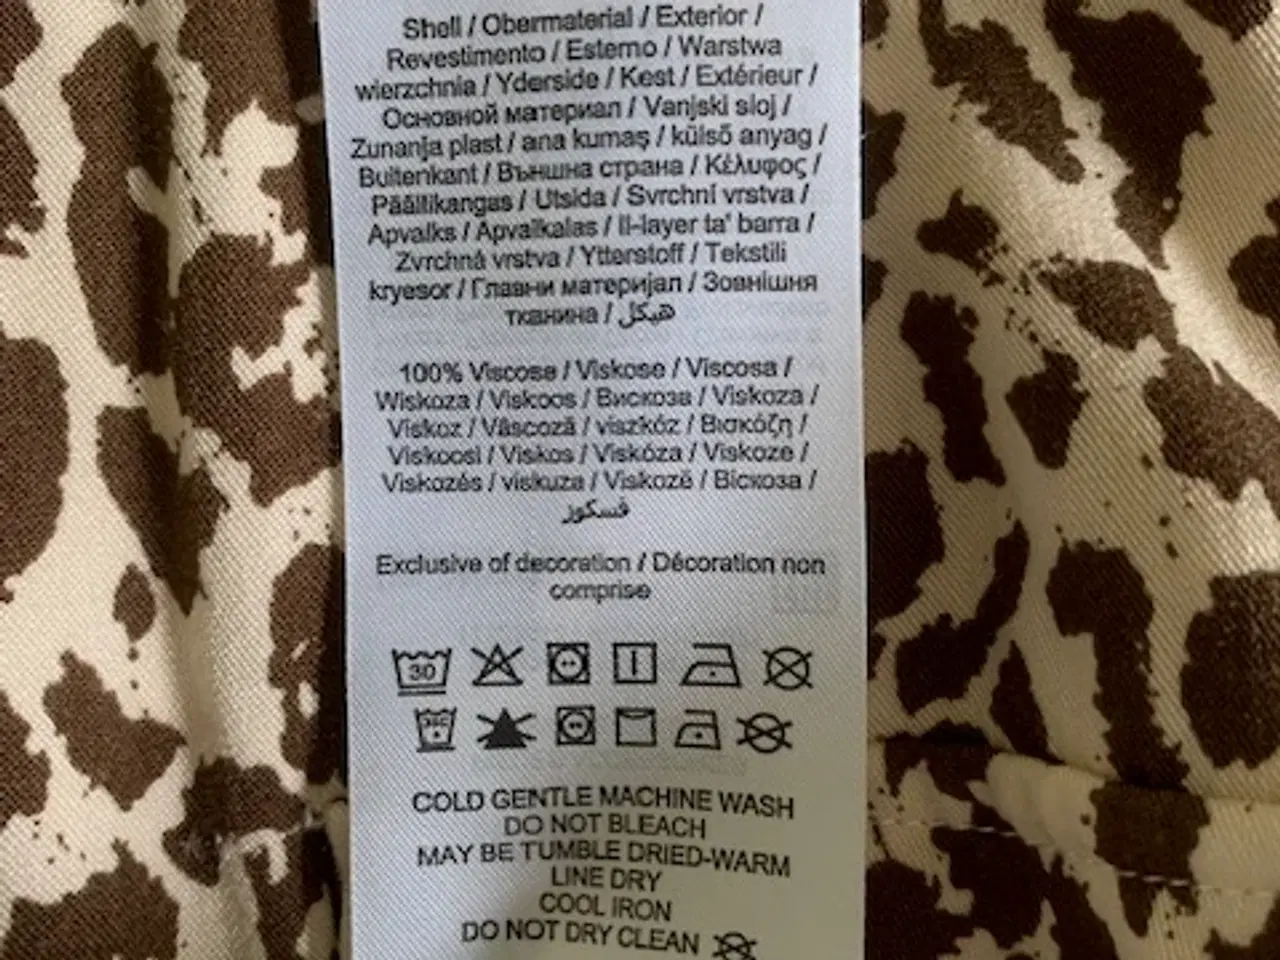 Shell / Obermaterial / Exterior /
Revestimento / Esterno / Warstwa
wierzchnia / Yderside / Kest / Extérieur /
Основной материал / Vanjski sloj /
Zunanja plast / ana kumaş / külső anyag /
Buitenkant / Външна страна / Κέλυφος /
Päällikangas / Utsida / Svrchní vrstva /
Apvalks / Apvalkalas / Il-layer ta' barra /
Zvrchná vrstva / Ytterstoff / Tekstili
kryesor / Главни материјал / Зовнішня
тканина / هيكل
100% Viscose / Viskose / Viscosa /
Wiskoza / Viskoos / Вискоза / Viskoza /
Viskoz / Vâscoză / viszkóz / Βισκόζη /
Viskoosi / Viskos / Viskóza / Viskoze /
Viskozės / viskuza / Viskozë / Віскоза /
فسكوز
Exclusive of decoration / Décoration non
comprise
30
30C
COLD GENTLE MACHINE WASH
DO NOT BLEACH
MAY BE TUMBLE DRIED-WARM
LINE DRY
COOL IRON
DO NOT DRY CLEAN